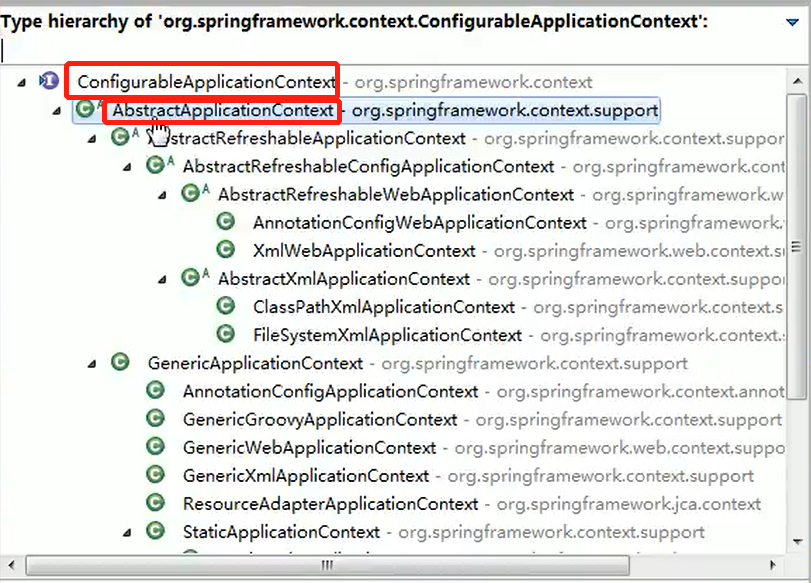 Type hierarchy of 'org.springframework.context.ConfigurableApplicationContext':
ConfigurableApplicationContext - org.springframework.context
AbstractApplicationContext - org.springframework.context.support
AbstractRefreshableApplicationContext - org.springframework.context.suppor
AbstractRefreshableConfigApplicationContext - org.springframework.cont
AbstractRefreshableWebApplicationContext - org.springframework.w
AnnotationConfigWebApplicationContext - org.springframework.
XmlWebApplicationContext - org.springframework.web.context.s
AbstractXmlApplicationContext - org.springframework.context.suppo
ClassPathXmlApplicationContext - org.springframework.context.s
FileSystemXmlApplicationContext - org.springframework.context.
GenericApplicationContext - org.springframework.context.support
AnnotationConfigApplicationContext - org.springframework.context.annot
GenericGroovyApplicationContext - org.springframework.context.support
GenericWebApplicationContext - org.springframework.web.context.suppo
GenericXmlApplicationContext - org.springframework.context.support
ResourceAdapterApplicationContext - org.springframework.jca.context
StaticApplicationContext - org.springframework.context.support